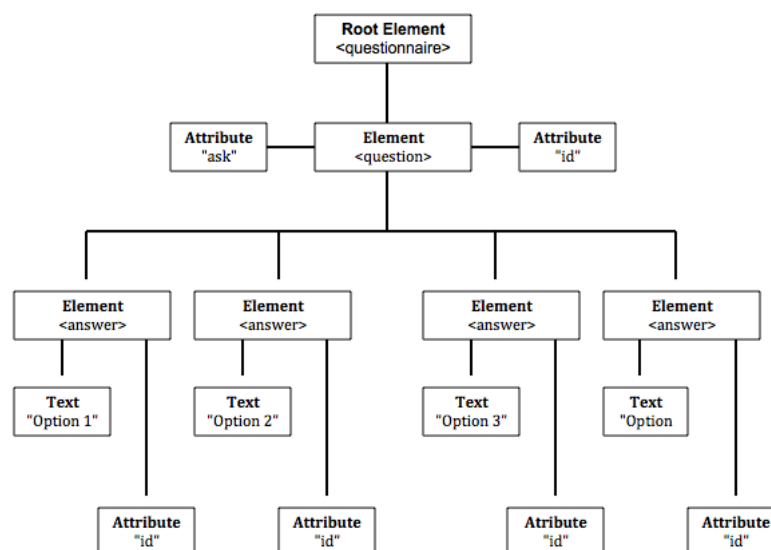 Root Element
<questionnaire>
Attribute
"ask"
Element
<question>
Attribute
"id"
Element
<answer>
Element
<answer>
Element
<answer>
Element
<answer>
Text
"Option 1"
Text
"Option 2"
Text
"Option 3"
Text
"Option
Attribute
"id"
Attribute
"id"
Attribute
"id"
Attribute
"id"